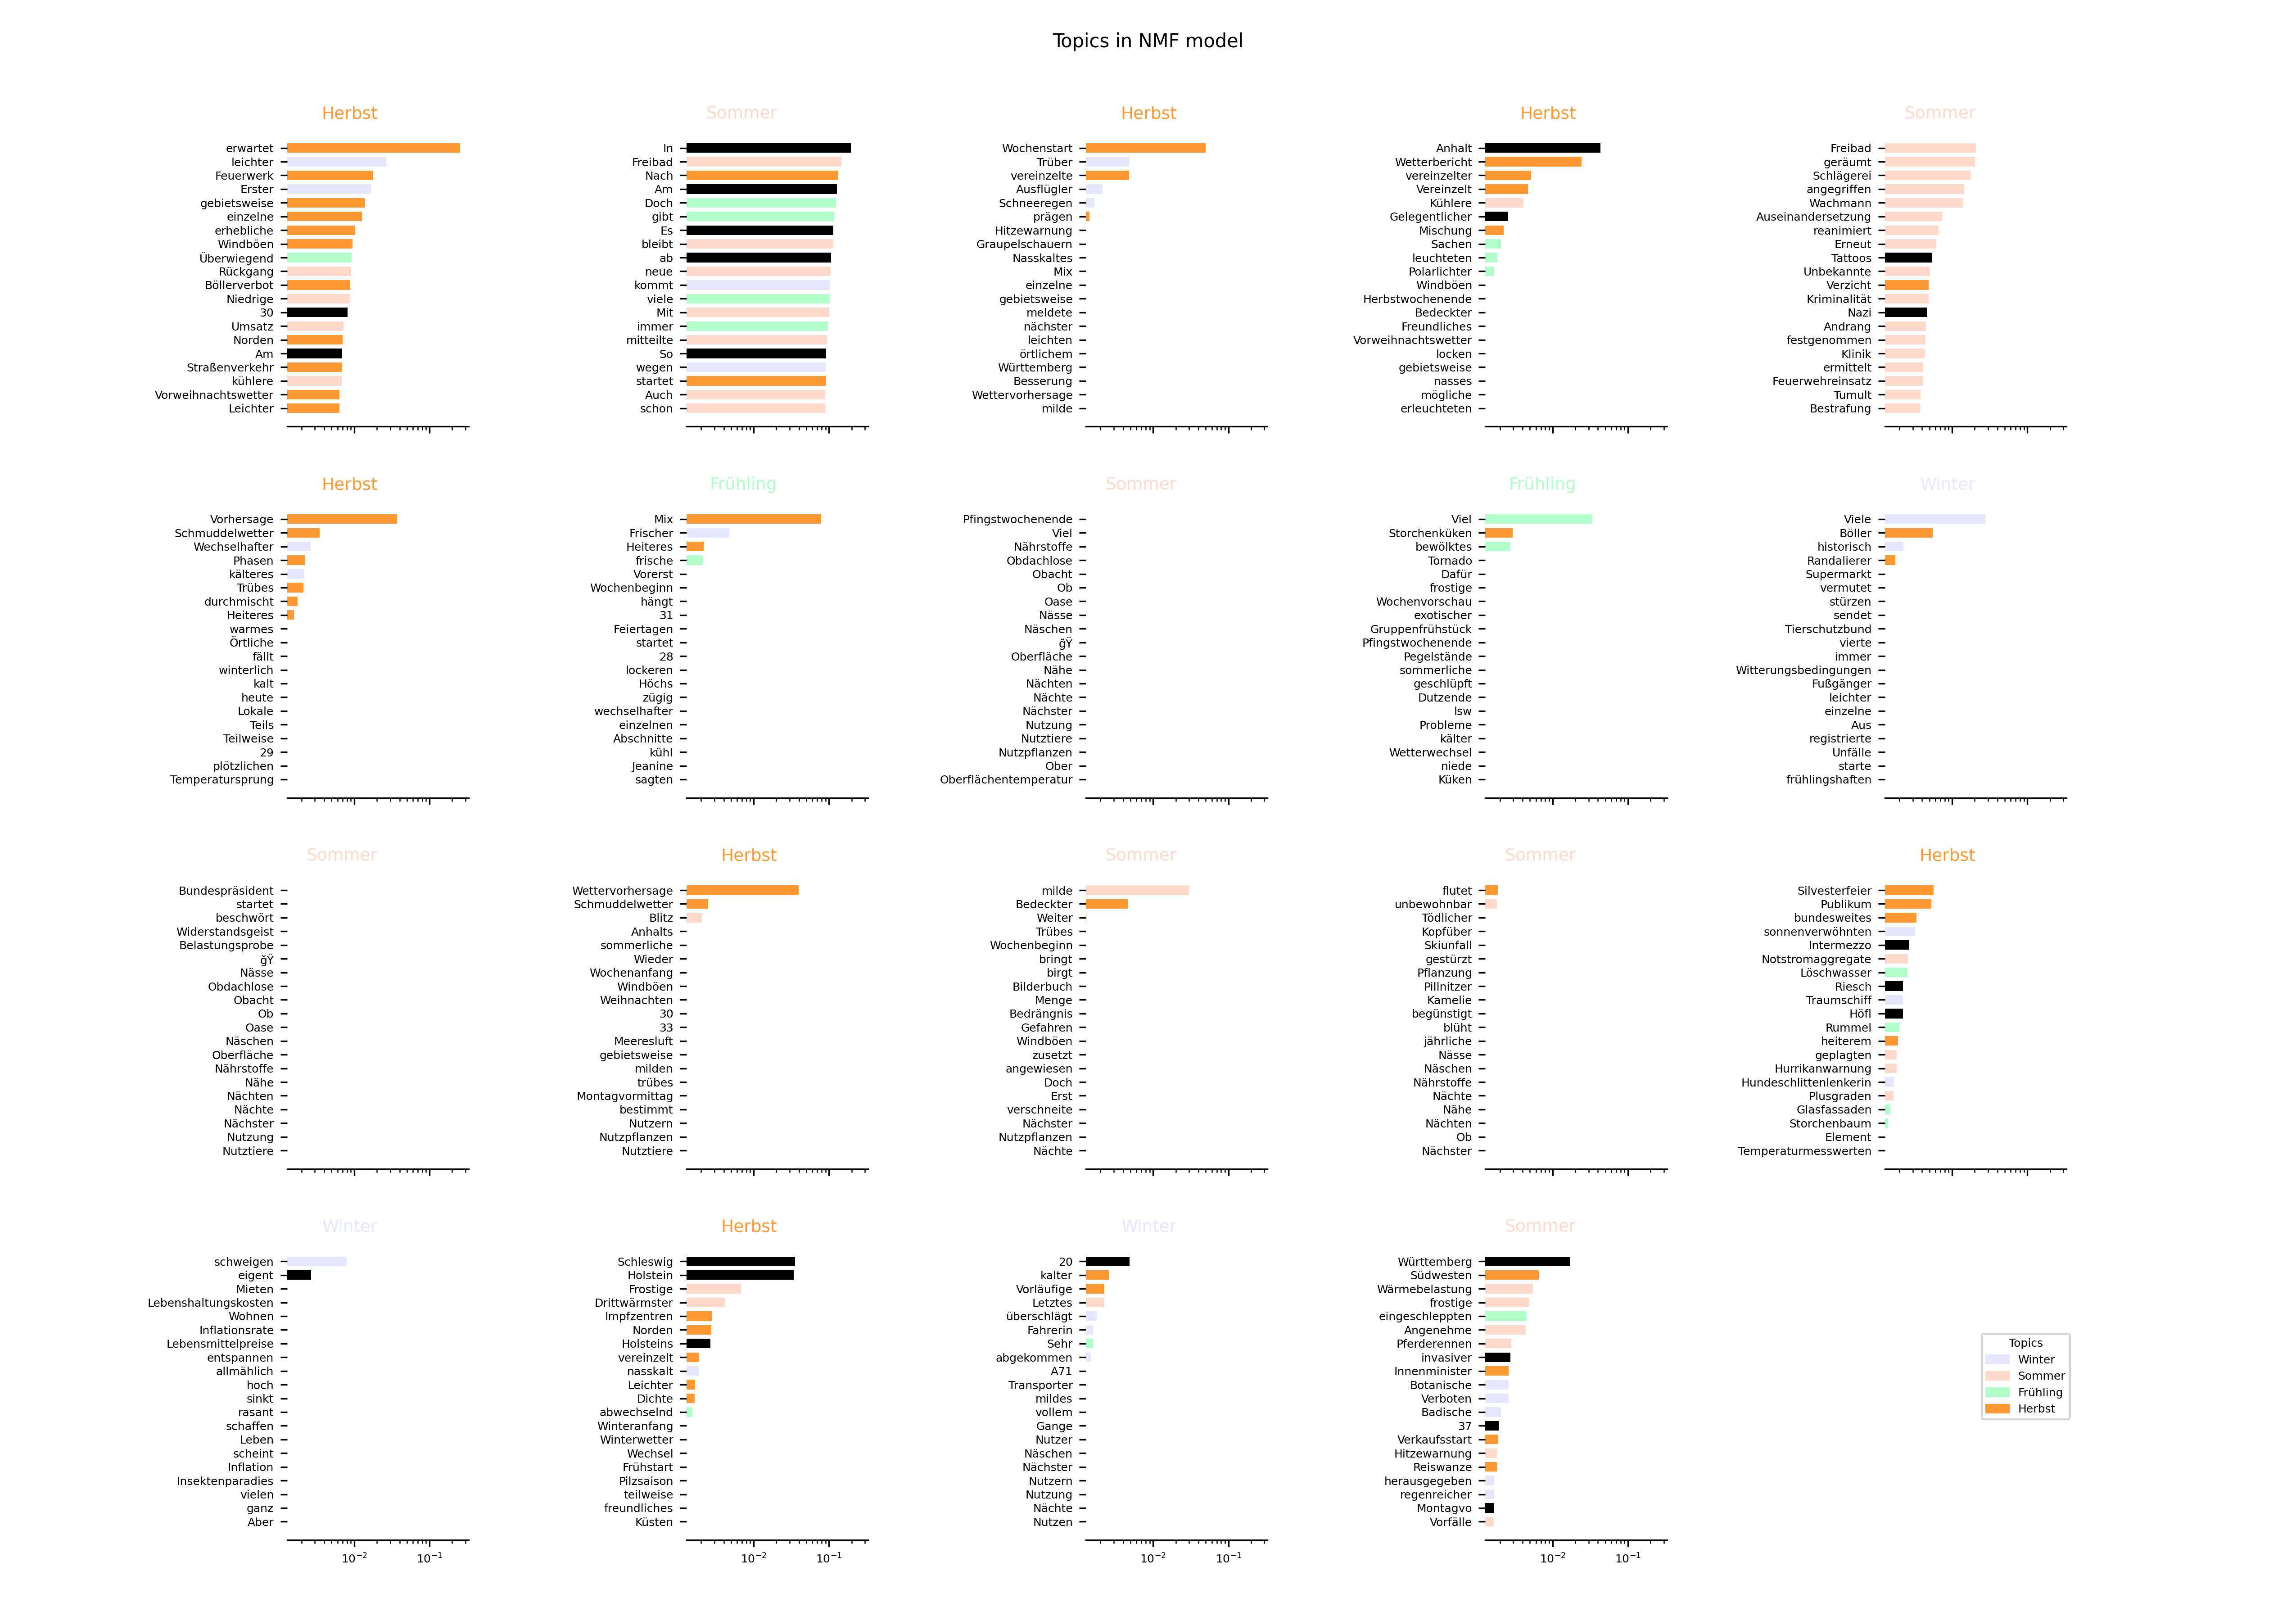 Topics in NMF model
Herbst
erwartet
leichter
Feuerwerk
Erster
gebietsweise
einzelne
erhebliche
Windböen
Überwiegend
Rückgang
Böllerverbot
Niedrige
30
Umsatz
Norden
Am
Straßenverkehr
kühlere
Vorweihnachtswetter
Leichter
Sommer
In
Freibad
Nach
Am
Doch
gibt
Es
bleibt
ab
neue
kommt
viele
Mit
immer
mitteilte
So
wegen
startet
Auch
schon
Herbst
Wochenstart
Trüber
vereinzelte
Ausflügler
Schneeregen
prägen
Hitzewarnung
Graupelschauern
Nasskaltes
Mix
einzelne
gebietsweise
meldete
nächster
leichten
örtlichem
Württemberg
Besserung
Wettervorhersage
milde
Herbst
Anhalt
Wetterbericht
vereinzelter
Vereinzelt
Kühlere
Gelegentlicher
Mischung
Sachen
leuchteten
Polarlichter
Windböen
Herbstwochenende
Bedeckter
Freundliches
Vorweihnachtswetter
locken
gebietsweise
nasses
mögliche
erleuchteten
Sommer
Freibad
geräumt
Schlägerei
angegriffen
Wachmann
Auseinandersetzung
reanimiert
Erneut
Tattoos
Unbekannte
Verzicht
Kriminalität
Nazi
Andrang
festgenommen
Klinik
ermittelt
Feuerwehreinsatz
Tumult
Bestrafung
Herbst
Vorhersage
Schmuddelwetter
Wechselhafter
Phasen
kälteres
Trübes
durchmischt
Heiteres
warmes
Örtliche
fällt
winterlich
kalt
heute
Lokale
Teils
Teilweise
29
plötzlichen
Temperatursprung
Frühling
Mix
Frischer
Heiteres
frische
Vorerst
Wochenbeginn
hängt
31
Feiertagen
startet
28
lockeren
Höchs
zügig
wechselhafter
einzelnen
Abschnitte
kühl
Jeanine
sagten
Sommer
Pfingstwochenende
Viel
Nährstoffe
Obdachlose
Obacht
Ob
Oase
Nässe
Näschen
ğŸ
Oberfläche
Nähe
Nächten
Nächte
Nächster
Nutzung
Nutztiere
Nutzpflanzen
Ober
Oberflächentemperatur
Frühling
Viel
Storchenküken
bewölktes
Tornado
Dafür
frostige
Wochenvorschau
exotischer
Gruppenfrühstück
Pfingstwochenende
Pegelstände
sommerliche
geschlüpft
Dutzende
lsw
Probleme
kälter
Wetterwechsel
niede
Küken
Winter
Viele
Böller
historisch
Randalierer
Supermarkt
vermutet
stürzen
sendet
Tierschutzbund
vierte
immer
Witterungsbedingungen
Fußgänger
leichter
einzelne
Aus
registrierte
Unfälle
starte
frühlingshaften
Sommer
Bundespräsident
startet
beschwört
Widerstandsgeist
Belastungsprobe
ğŸ
Nässe
Obdachlose
Obacht
Ob
Oase
Näschen
Oberfläche
Nährstoffe
Nähe
Nächten
Nächte
Nächster
Nutzung
Nutztiere
Herbst
Wettervorhersage
Schmuddelwetter
Blitz
Anhalts
sommerliche
Wieder
Wochenanfang
Windböen
Weihnachten
30
33
Meeresluft
gebietsweise
milden
trübes
Montagvormittag
bestimmt
Nutzern
Nutzpflanzen
Nutztiere
Sommer
milde
Bedeckter
Weiter
Trübes
Wochenbeginn
bringt
birgt
Bilderbuch
Menge
Bedrängnis
Gefahren
Windböen
zusetzt
angewiesen
Doch
Erst
verschneite
Nächster
Nutzpflanzen
Nächte
Sommer
flutet
unbewohnbar
Tödlicher
Kopfüber
Skiunfall
gestürzt
Pflanzung
Pillnitzer
Kamelie
begünstigt
blüht
jährliche
Nässe
Näschen
Nährstoffe
Nächte
Nähe
Nächten
Ob
Nächster
Herbst
Silvesterfeier
Publikum
bundesweites
sonnenverwöhnten
Intermezzo
Notstromaggregate
Löschwasser
Riesch
Traumschiff
Höfl
Rummel
heiterem
geplagten
Hurrikanwarnung
Hundeschlittenlenkerin
Plusgraden
Glasfassaden
Storchenbaum
Element
Temperaturmesswerten
Winter
schweigen
eigent
Mieten
Lebenshaltungskosten
Wohnen
Inflationsrate
Lebensmittelpreise
entspannen
allmählich
hoch
sinkt
rasant
schaffen
Leben
scheint
Inflation
Insektenparadies
vielen
ganz
Aber
10⁻² 10⁻¹
Herbst
Schleswig
Holstein
Frostige
Drittwärmster
Impfzentren
Norden
Holsteins
vereinzelt
nasskalt
Leichter
Dichte
abwechselnd
Winteranfang
Winterwetter
Wechsel
Frühstart
Pilzsaison
teilweise
freundliches
Küsten
10⁻² 10⁻¹
Winter
20
kalter
Vorläufige
Letztes
überschlägt
Fahrerin
Sehr
abgekommen
A71
Transporter
mildes
vollem
Gange
Nutzer
Näschen
Nächster
Nutzern
Nutzung
Nächte
Nutzen
10⁻² 10⁻¹
Sommer
Württemberg
Südwesten
Wärmebelastung
frostige
eingeschleppten
Angenehme
Pferderennen
invasiver
Innenminister
Botanische
Verboten
Badische
37
Verkaufsstart
Hitzewarnung
Reiswanze
herausgegeben
regenreicher
Montagvo
Vorfälle
10⁻² 10⁻¹
Topics
Winter
Sommer
Frühling
Herbst